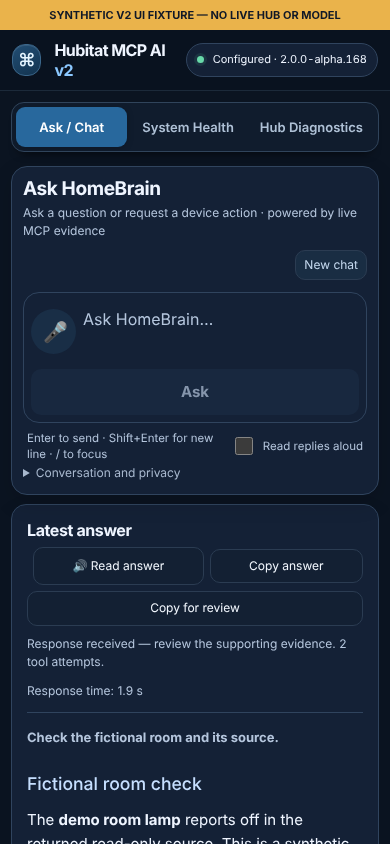 SYNTHETIC V2 UI FIXTURE — NO LIVE HUB OR MODEL
⌘
Hubitat MCP AI
v2
Configured · 2.0.0-alpha.168
Ask / Chat
System Health
Hub Diagnostics
Ask HomeBrain
Ask a question or request a device action · powered by live
MCP evidence
New chat
Ask HomeBrain...
Ask
Enter to send · Shift+Enter for new
line · / to focus
Read replies aloud
Conversation and privacy
Latest answer
🔊 Read answer
Copy answer
Copy for review
Response received — review the supporting evidence. 2
tool attempts.
Response time: 1.9 s
Check the fictional room and its source.
Fictional room check
The demo room lamp reports off in the
returned read-only source. This is a synthetic